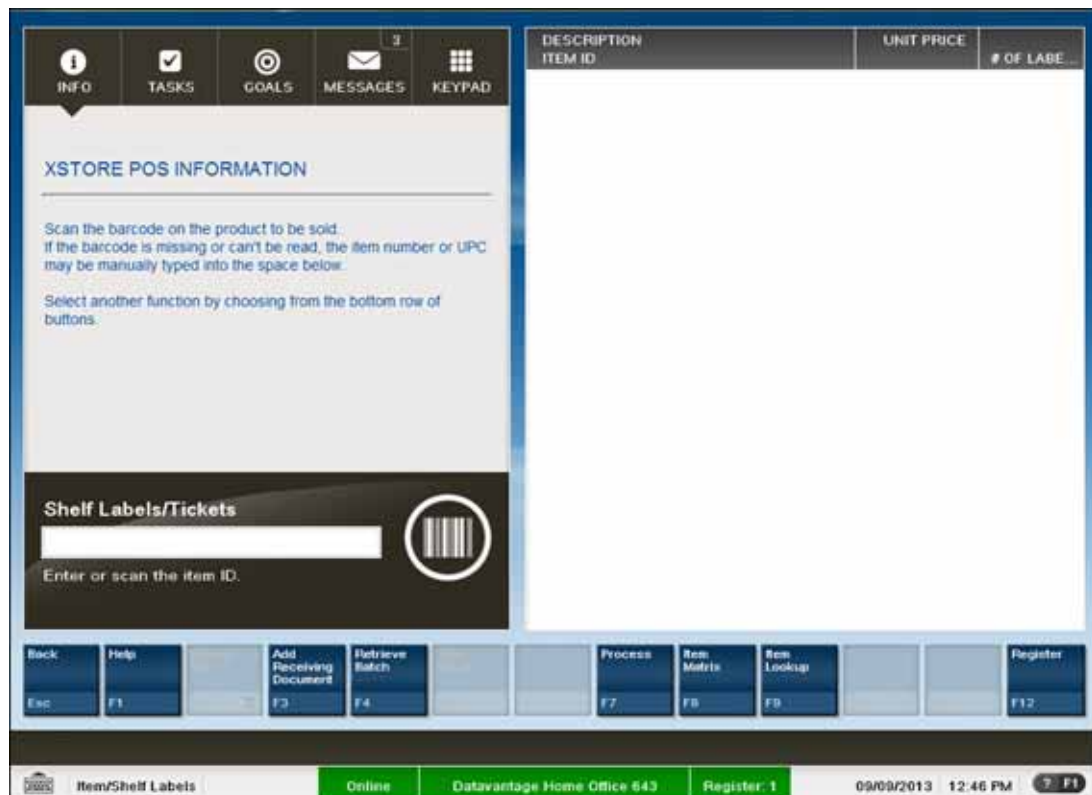 3
INFO TASKS GOALS MESSAGES KEYPAD
DESCRIPTION UNIT PRICE
ITEM ID # OF LABE...
XSTORE POS INFORMATION
Scan the barcode on the product to be sold.
If the barcode is missing or can't be read, the item number or UPC
may be manually typed into the space below.
Select another function by choosing from the bottom row of
buttons.
Shelf Labels/Tickets
Enter or scan the item ID.
Back Help Add Receiving Document Retrieve Batch Process Item Matrix Item Lookup Register
Esc F1 F3 F4 F7 F8 F9 F12
Item/Shelf Labels Online Datavantage Home Office 643 Register: 1 09/09/2013 12:46 PM ? F1